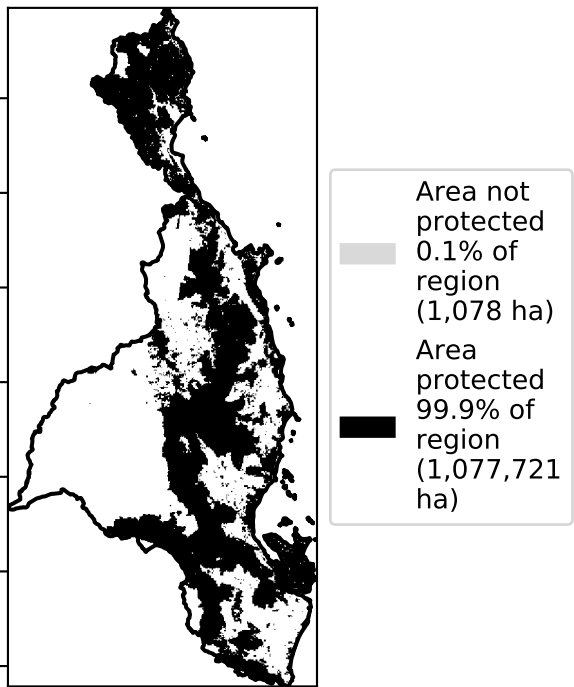 Area not
protected
0.1% of
region
(1,078 ha)
Area
protected
99.9% of
region
(1,077,721
ha)